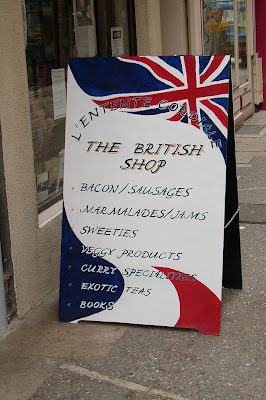 L'ENTENTE CORDIALE
THE BRITISH
SHOP
BACON/SAUSAGES
MARMALADES/JAMS
SWEETIES
VEGGY PRODUCTS
CURRY SPECIALITIES
EXOTIC TEAS
BOOKS